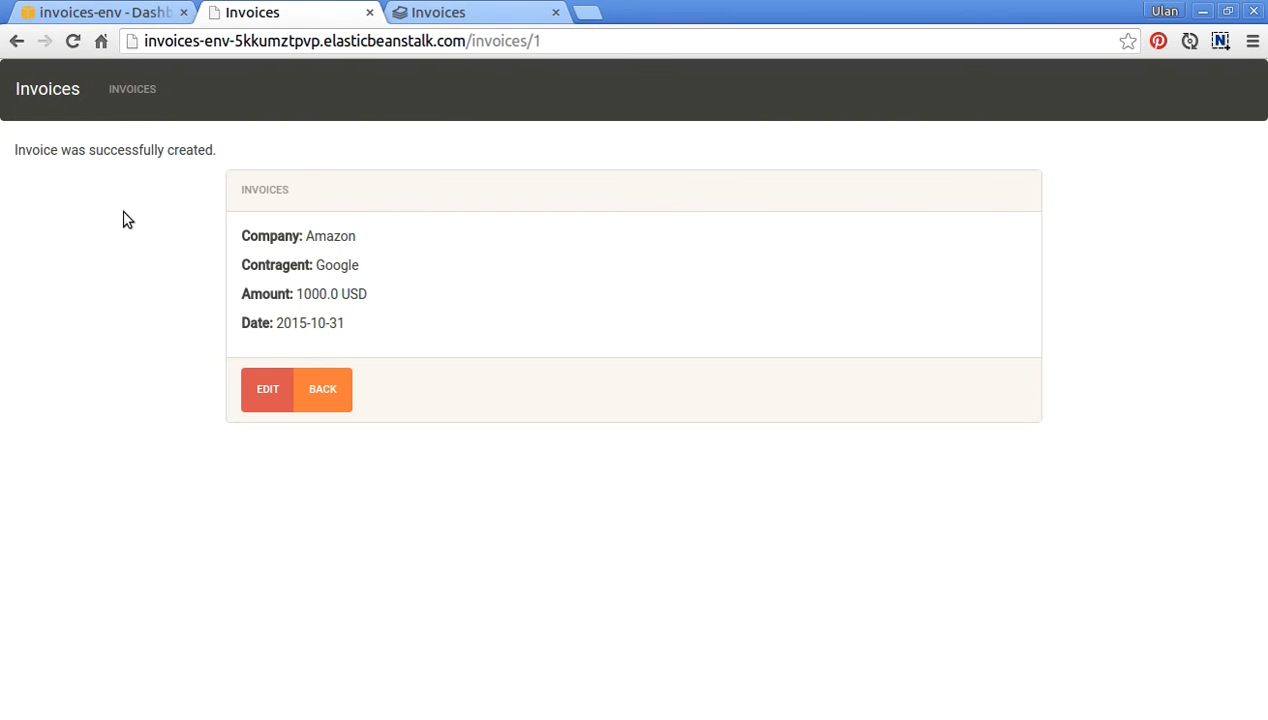 invoices-env - Dashb
Invoices
Invoices
Ulan
invoices-env-5kkumztpvp.elasticbeanstalk.com/invoices/1
N
Invoices
INVOICES
Invoice was successfully created.
INVOICES
Company: Amazon
Contragent: Google
Amount: 1000.0 USD
Date: 2015-10-31
EDIT
BACK